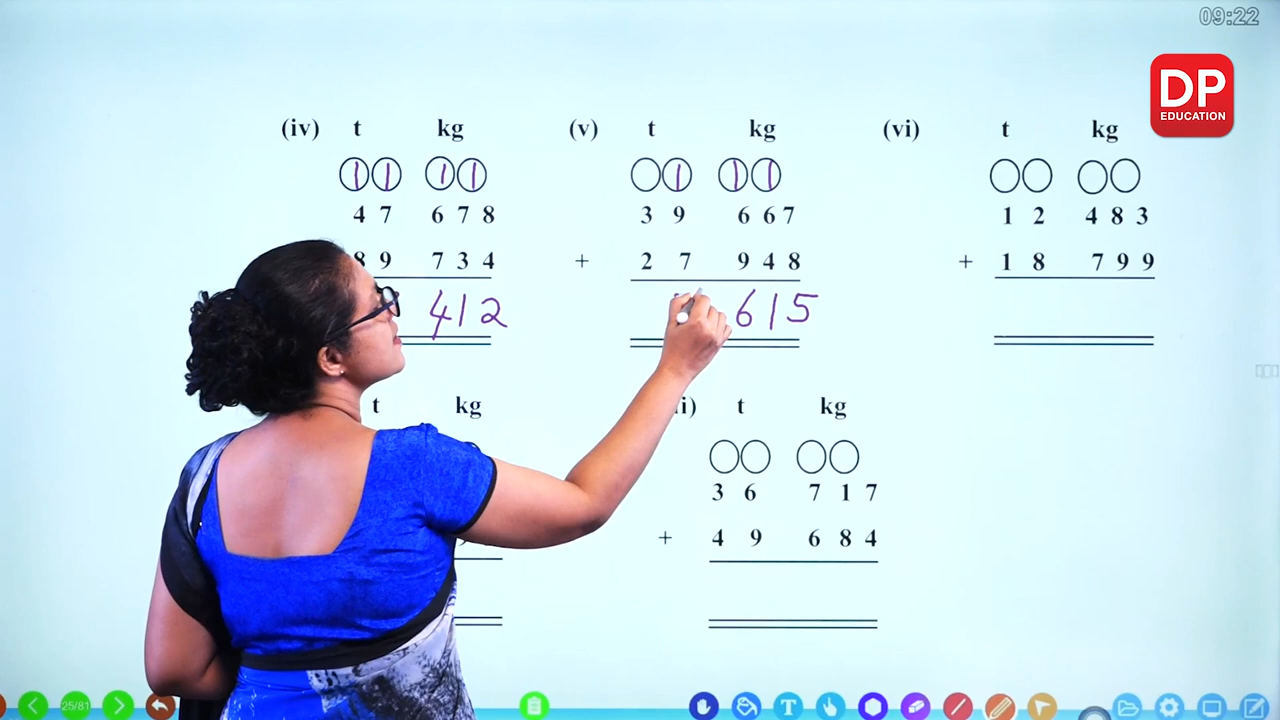 09:22
DP
EDUCATION
(iv) t kg
1 1 1 1
4 7 6 7 8
8 9 7 3 4
412
(v) t kg
1 1 1
3 9 6 6 7
+ 2 7 9 4 8
615
(vi) t kg
1 2 4 8 3
+ 1 8 7 9 9
t kg
i) t kg
3 6 7 1 7
+ 4 9 6 8 4
25/81
T